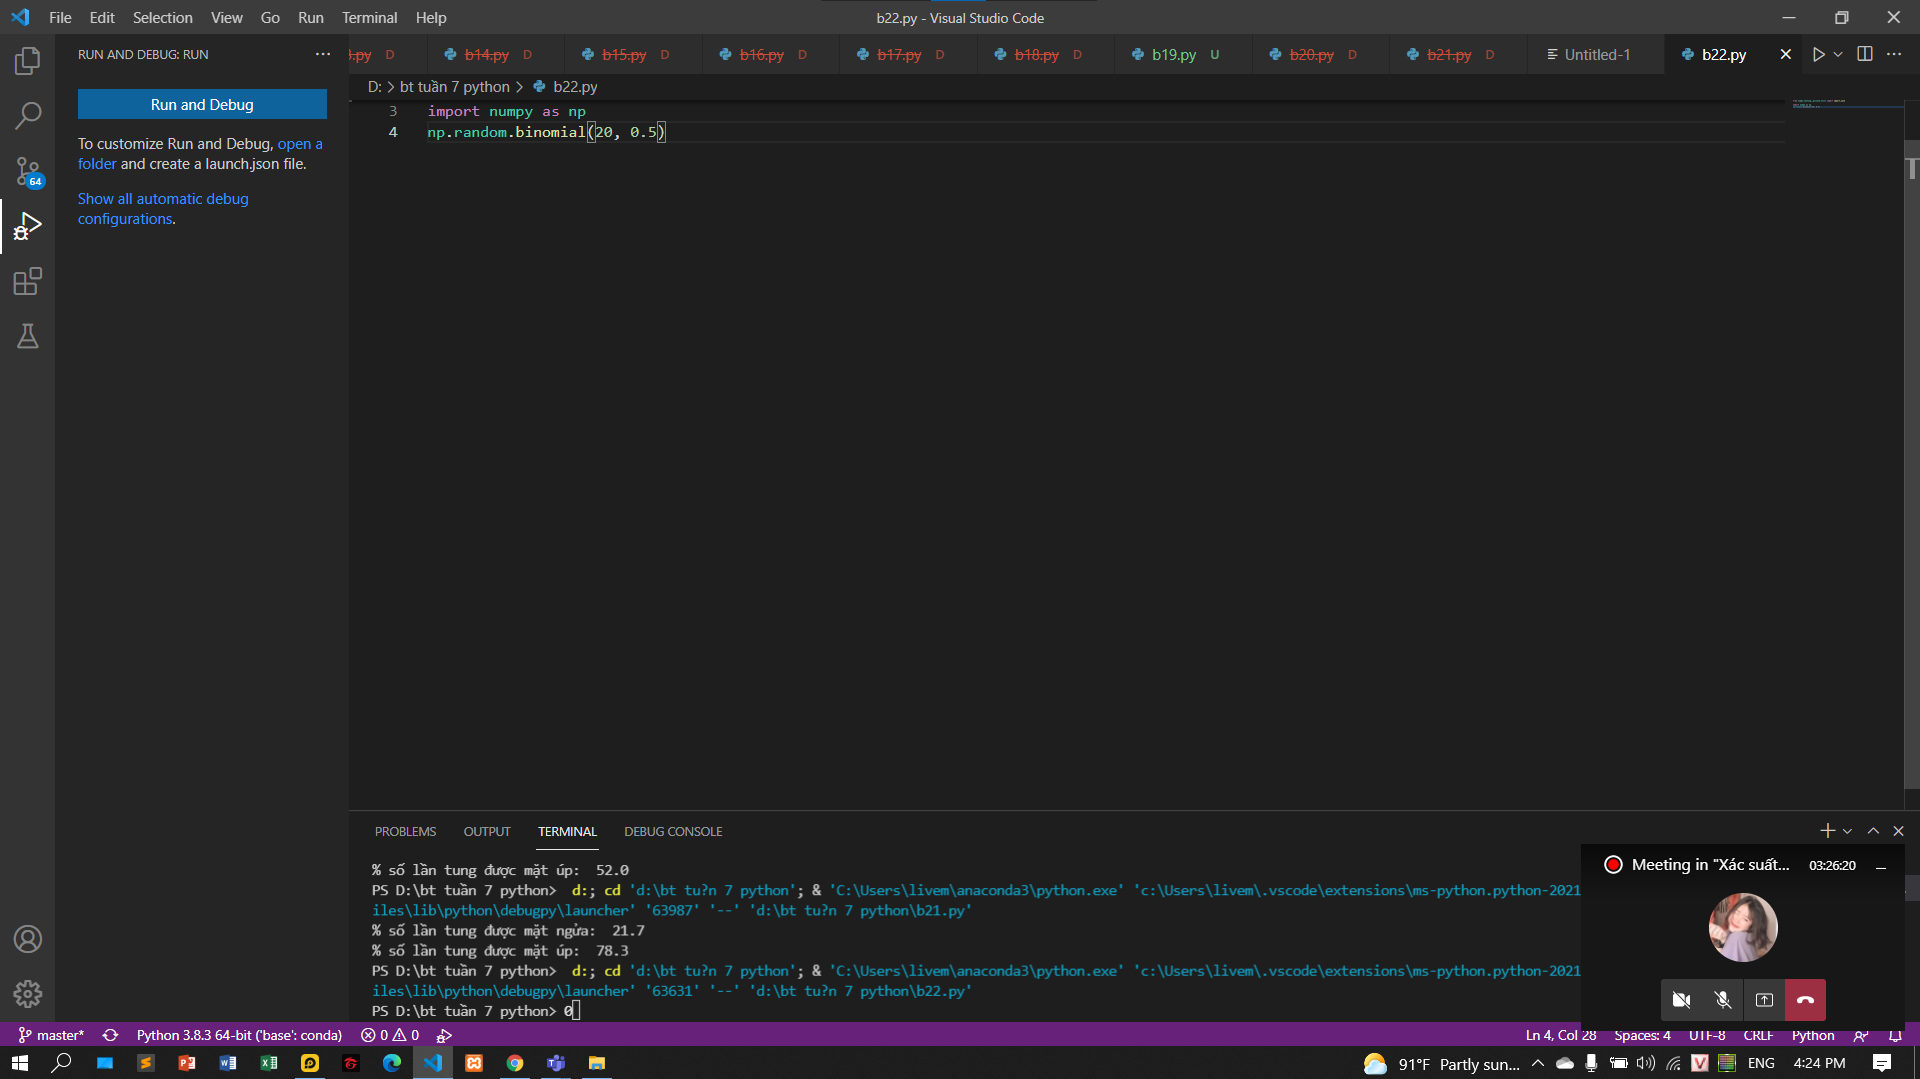 File Edit Selection View Go Run Terminal Help
b22.py - Visual Studio Code
RUN AND DEBUG: RUN
.py D b14.py D b15.py D b16.py D b17.py D b18.py D b19.py U b20.py D b21.py D Untitled-1 b22.py
D: > bt tuần 7 python > b22.py
Run and Debug
To customize Run and Debug, open a
folder and create a launch.json file.
Show all automatic debug
configurations.
64
3 import numpy as np
4 np.random.binomial(20, 0.5)
PROBLEMS OUTPUT TERMINAL DEBUG CONSOLE
% số lần tung được mặt úp:  52.0
PS D:\bt tuần 7 python>  d:; cd 'd:\bt tu?n 7 python'; & 'C:\Users\livem\anaconda3\python.exe' 'c:\Users\livem\.vscode\extensions\ms-python.python-2021
iles\lib\python\debugpy\launcher' '63987' '--' 'd:\bt tu?n 7 python\b21.py'
% số lần tung được mặt ngửa:  21.7
% số lần tung được mặt úp:  78.3
PS D:\bt tuần 7 python>  d:; cd 'd:\bt tu?n 7 python'; & 'C:\Users\livem\anaconda3\python.exe' 'c:\Users\livem\.vscode\extensions\ms-python.python-2021
iles\lib\python\debugpy\launcher' '63631' '--' 'd:\bt tu?n 7 python\b22.py'
PS D:\bt tuần 7 python> 0
Meeting in "Xác suất... 03:26:20
master* Python 3.8.3 64-bit ('base': conda) 0 0
Ln 4, Col 28 Spaces: 4 UTF-8 CRLF Python
91°F Partly sun... ENG 4:24 PM